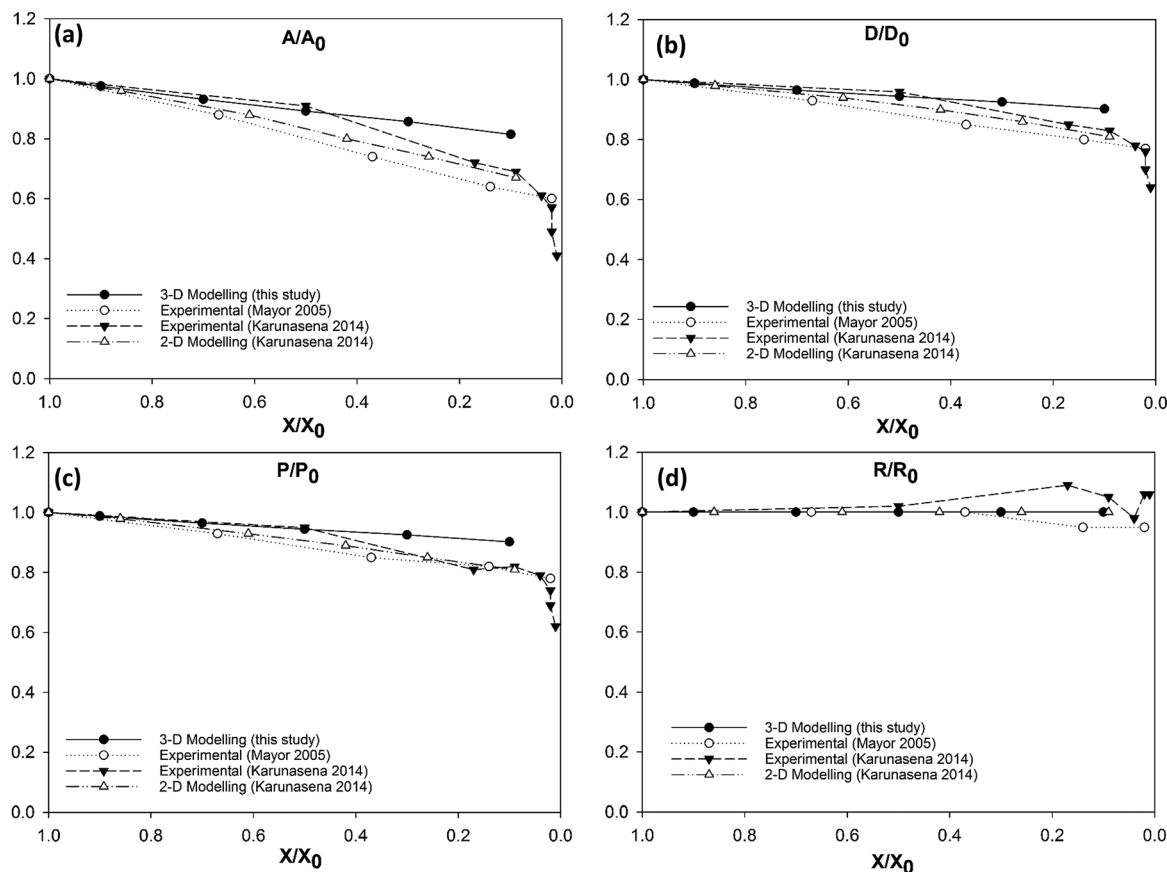 (a)
A/A0
1.2
1.0
0.8
0.6
0.4
0.2
0.0
3-D Modelling (this study)
Experimental (Mayor 2005)
Experimental (Karunasena 2014)
2-D Modelling (Karunasena 2014)
1.0 0.8 0.6 0.4 0.2 0.0
X/X0
(b)
D/D0
1.2
1.0
0.8
0.6
0.4
0.2
0.0
3-D Modelling (this study)
Experimental (Mayor 2005)
Experimental (Karunasena 2014)
2-D Modelling (Karunasena 2014)
1.0 0.8 0.6 0.4 0.2 0.0
X/X0
(c)
P/P0
1.2
1.0
0.8
0.6
0.4
0.2
0.0
3-D Modelling (this study)
Experimental (Mayor 2005)
Experimental (Karunasena 2014)
2-D Modelling (Karunasena 2014)
1.0 0.8 0.6 0.4 0.2 0.0
X/X0
(d)
R/R0
1.2
1.0
0.8
0.6
0.4
0.2
0.0
3-D Modelling (this study)
Experimental (Mayor 2005)
Experimental (Karunasena 2014)
2-D Modelling (Karunasena 2014)
1.0 0.8 0.6 0.4 0.2 0.0
X/X0